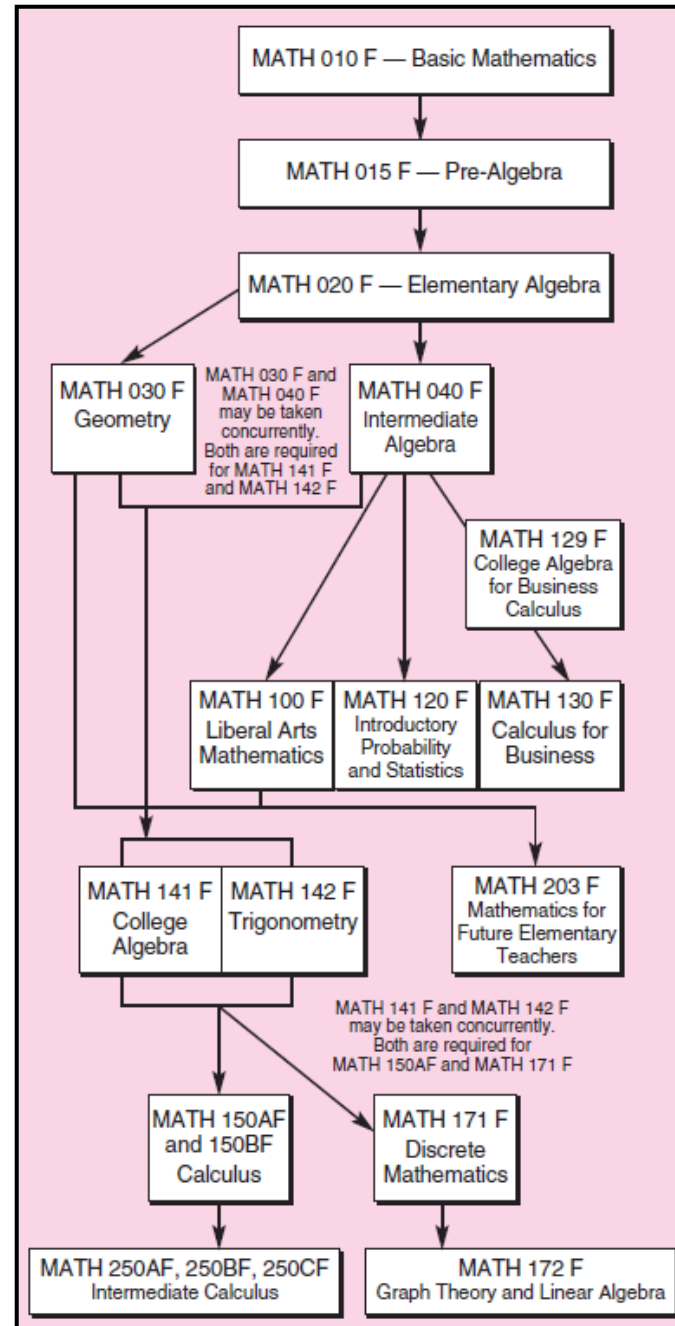 MATH 010 F — Basic Mathematics
MATH 015 F — Pre-Algebra
MATH 020 F — Elementary Algebra
MATH 030 F
Geometry
MATH 030 F and
MATH 040 F
may be taken
concurrently.
Both are required
for MATH 141 F
and MATH 142 F
MATH 040 F
Intermediate
Algebra
MATH 129 F
College Algebra
for Business
Calculus
MATH 100 F
Liberal Arts
Mathematics
MATH 120 F
Introductory
Probability
and Statistics
MATH 130 F
Calculus for
Business
MATH 141 F
College
Algebra
MATH 142 F
Trigonometry
MATH 203 F
Mathematics for
Future Elementary
Teachers
MATH 141 F and MATH 142 F
may be taken concurrently.
Both are required for
MATH 150AF and MATH 171 F
MATH 150AF
and 150BF
Calculus
MATH 171 F
Discrete
Mathematics
MATH 250AF, 250BF, 250CF
Intermediate Calculus
MATH 172 F
Graph Theory and Linear Algebra